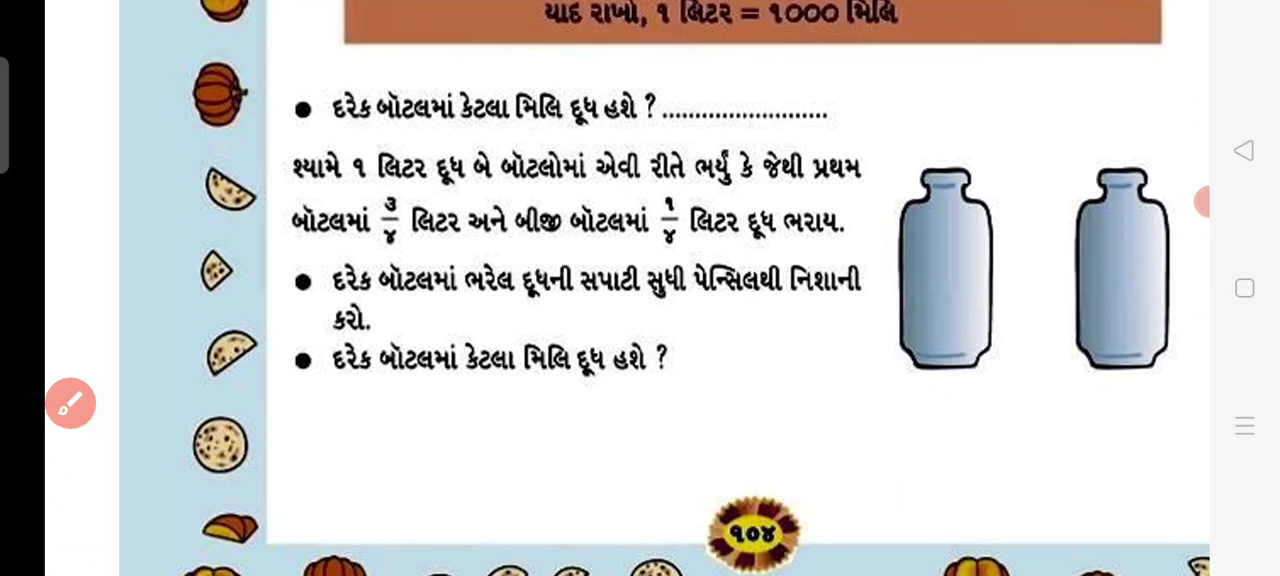 યાદ રાખો, ૧ લિટર = ૧૦૦૦ મિલિ
● દરેક બૉટલમાં કેટલા મિલિ દૂધ હશે ? .........................
શ્યામે ૧ લિટર દૂધ બે બૉટલોમાં એવી રીતે ભર્યું કે જેથી પ્રથમ
બૉટલમાં ૩/૪ લિટર અને બીજી બૉટલમાં ૧/૪ લિટર દૂધ ભરાય.
● દરેક બૉટલમાં ભરેલ દૂધની સપાટી સુધી પેન્સિલથી નિશાની
કરો.
● દરેક બૉટલમાં કેટલા મિલિ દૂધ હશે ?
૧૦૪